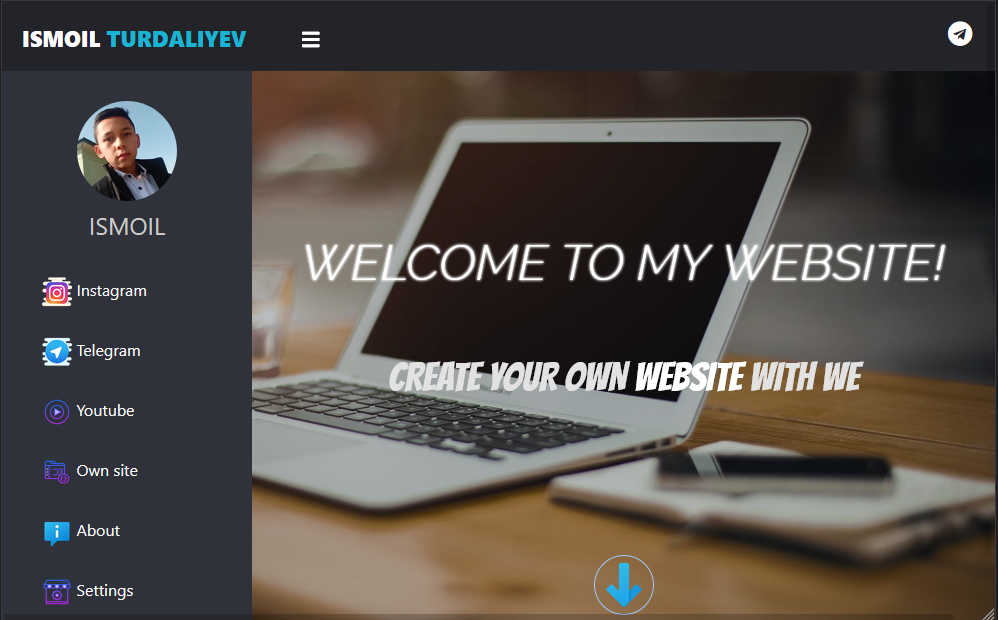 ISMOIL TURDALIYEV
ISMOIL
Instagram
Telegram
Youtube
Own site
About
Settings
WELCOME TO MY WEBSITE!
CREATE YOUR OWN WEBSITE WITH WE